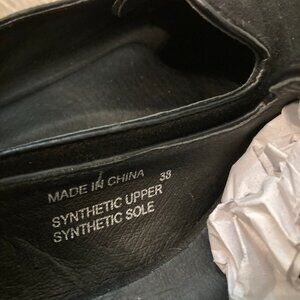 MADE IN CHINA 38
SYNTHETIC UPPER
SYNTHETIC SOLE